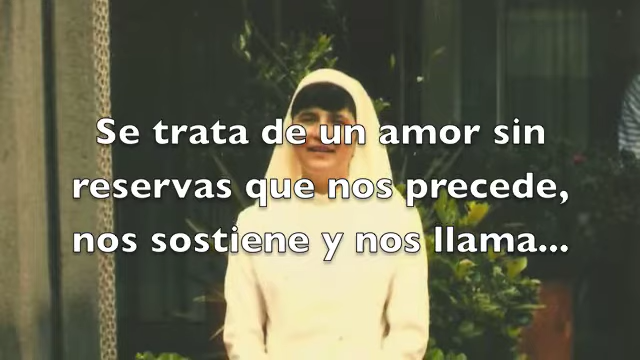 Se trata de un amor sin
reservas que nos precede,
nos sostiene y nos llama...